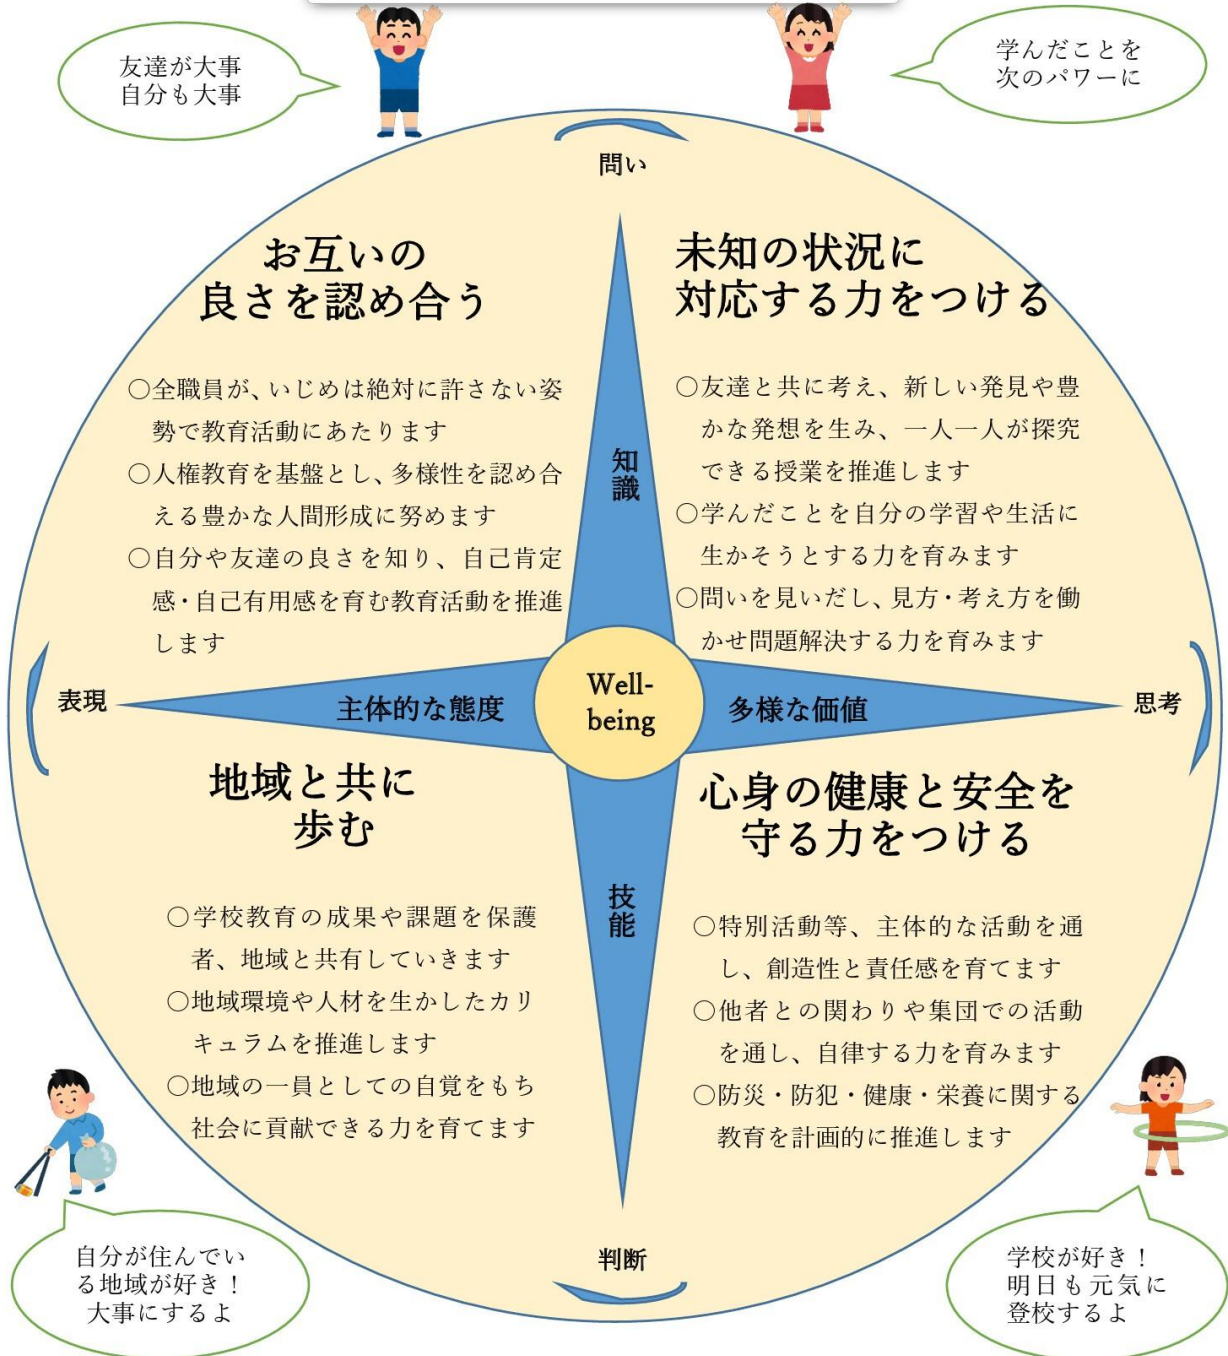 友達が大事
自分も大事
学んだことを
次のパワーに
問い
お互いの
良さを認め合う
○全職員が、いじめは絶対に許さない姿
勢で教育活動にあたります
○人権教育を基盤とし、多様性を認め合
える豊かな人間形成に努めます
○自分や友達の良さを知り、自己肯定
感・自己有用感を育む教育活動を推進
します
未知の状況に
対応する力をつける
○友達と共に考え、新しい発見や豊
かな発想を生み、一人一人が探究
できる授業を推進します
○学んだことを自分の学習や生活に
生かそうとする力を育みます
○問いを見いだし、見方・考え方を働
かせ問題解決する力を育みます
知識
表現
主体的な態度
Well-
being
多様な価値
思考
地域と共に
歩む
○学校教育の成果や課題を保護
者、地域と共有していきます
○地域環境や人材を生かしたカリ
キュラムを推進します
○地域の一員としての自覚をもち
社会に貢献できる力を育てます
技能
心身の健康と安全を
守る力をつける
○特別活動等、主体的な活動を通
し、創造性と責任感を育てます
○他者との関わりや集団での活動
を通し、自律する力を育みます
○防災・防犯・健康・栄養に関する
教育を計画的に推進します
判断
自分が住んでい
る地域が好き！
大事にするよ
学校が好き！
明日も元気に
登校するよ